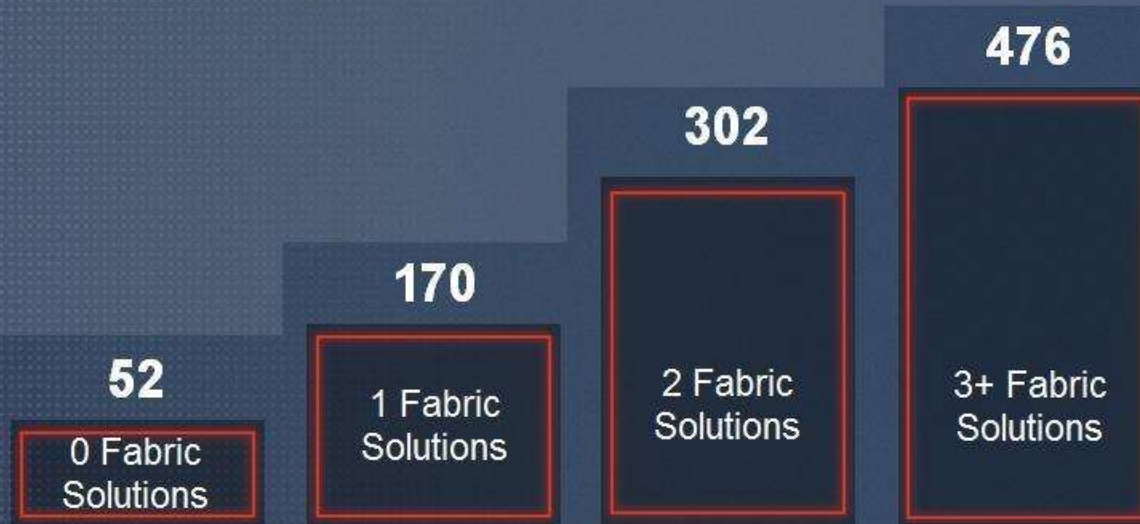 52
0 Fabric
Solutions
170
1 Fabric
Solutions
302
2 Fabric
Solutions
476
3+ Fabric
Solutions